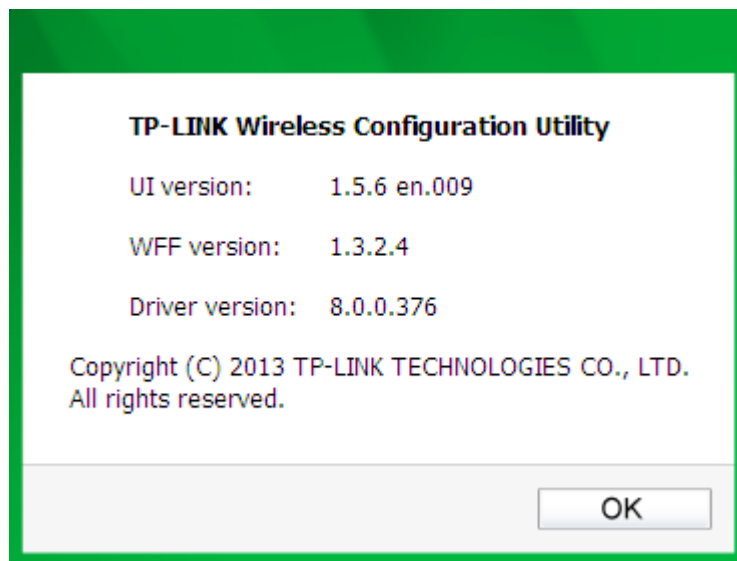 TP-LINK Wireless Configuration Utility
UI version: 1.5.6 en.009
WFF version: 1.3.2.4
Driver version: 8.0.0.376
Copyright (C) 2013 TP-LINK TECHNOLOGIES CO., LTD.
All rights reserved.
OK